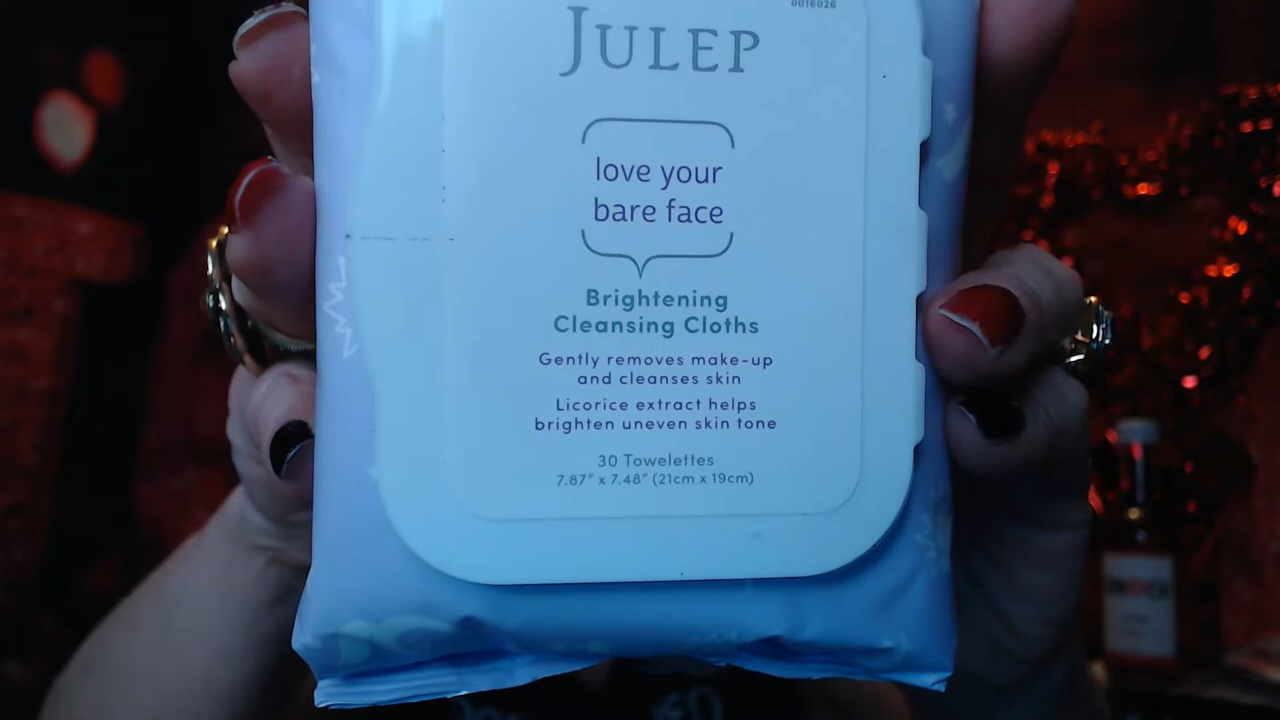 0016026
JULEP
love your
bare face
Brightening
Cleansing Cloths
Gently removes make-up
and cleanses skin
Licorice extract helps
brighten uneven skin tone
30 Towelettes
7.87" x 7.48" (21cm x 19cm)